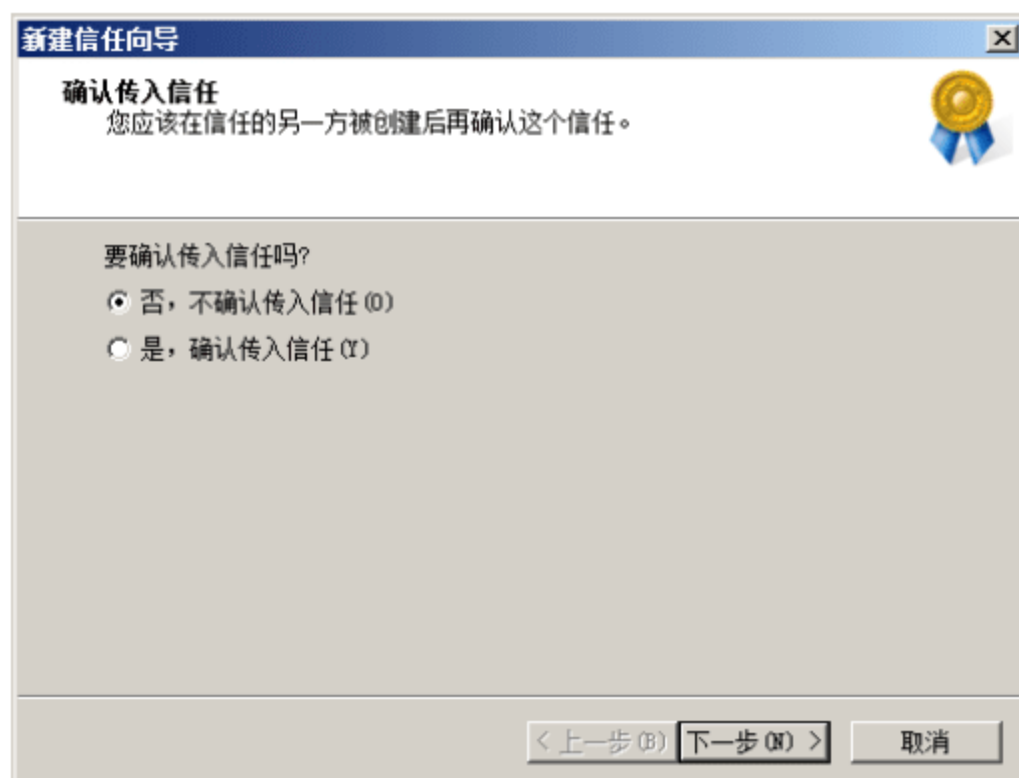 新建信任向导
确认传入信任
您应该在信任的另一方被创建后再确认这个信任。
要确认传入信任吗?
否，不确认传入信任(O)
是，确认传入信任(Y)
< 上一步(B) 下一步(N) > 取消